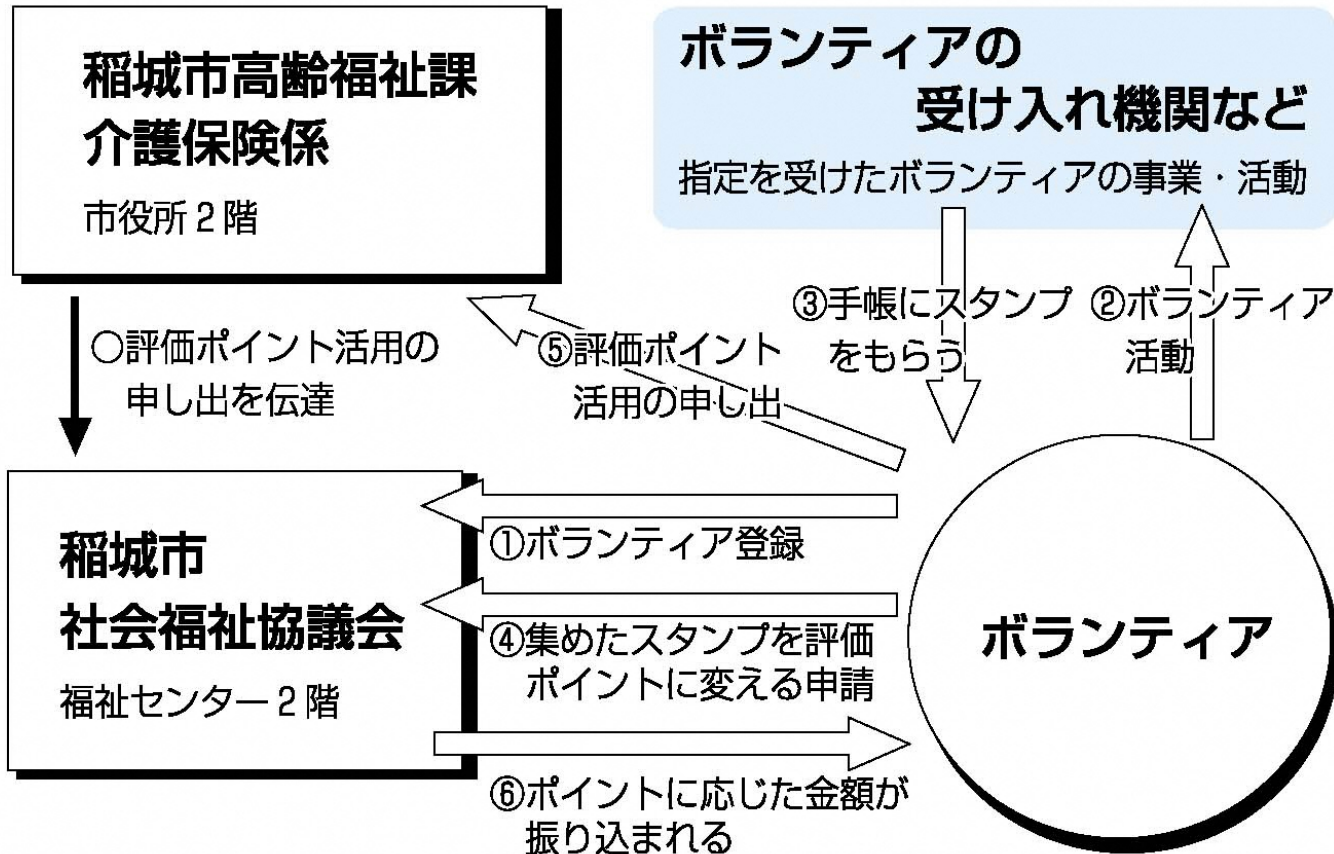 稲城市高齢福祉課
介護保険係
市役所2階
ボランティアの
受け入れ機関など
指定を受けたボランティアの事業・活動
○評価ポイント活用の
申し出を伝達
⑤評価ポイント
活用の申し出
③手帳にスタンプ
をもらう
②ボランティア
活動
稲城市
社会福祉協議会
福祉センター2階
①ボランティア登録
④集めたスタンプを評価
ポイントに変える申請
⑥ポイントに応じた金額が
振り込まれる
ボランティア